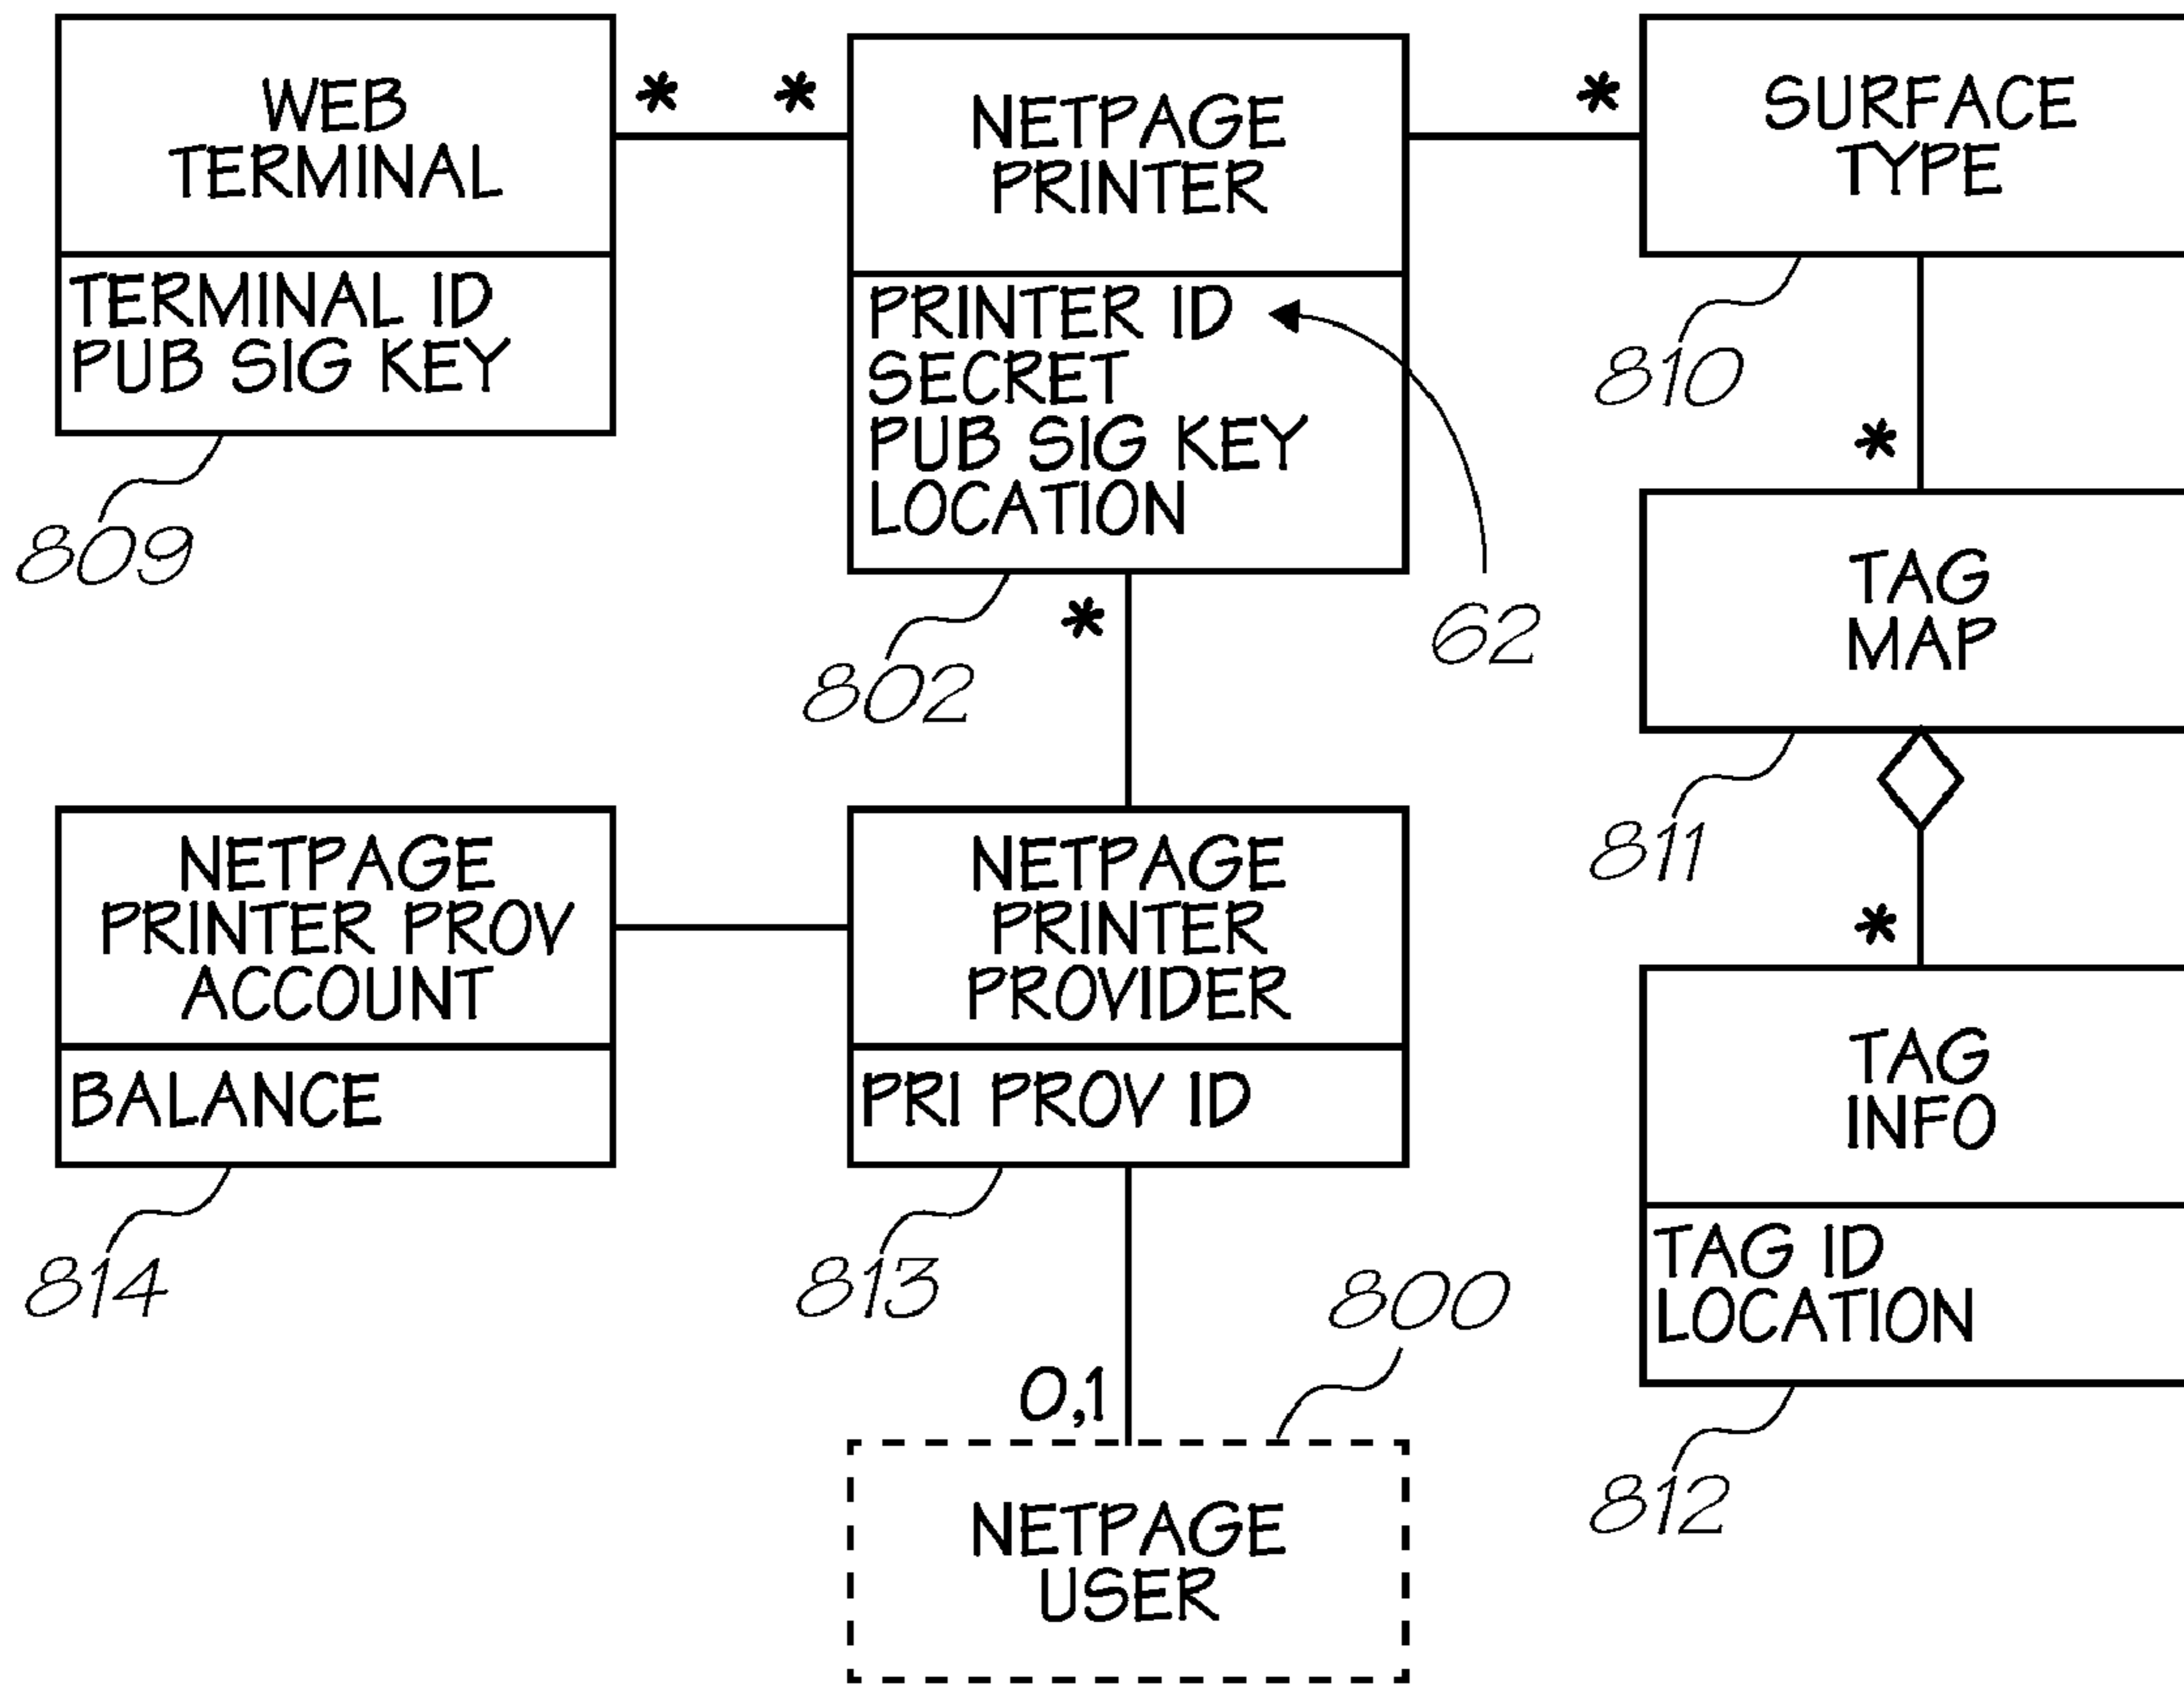 WEB
TERMINAL
TERMINAL ID
PUB SIG KEY
809
* *
NETPAGE
PRINTER
PRINTER ID
SECRET
PUB SIG KEY
LOCATION
62
802
*
*
SURFACE
TYPE
810
*
TAG
MAP
811
*
TAG
INFO
TAG ID
LOCATION
812
NETPAGE
PRINTER PROV
ACCOUNT
BALANCE
814
NETPAGE
PRINTER
PROVIDER
PRI PROV ID
813
800
0,1
NETPAGE
USER